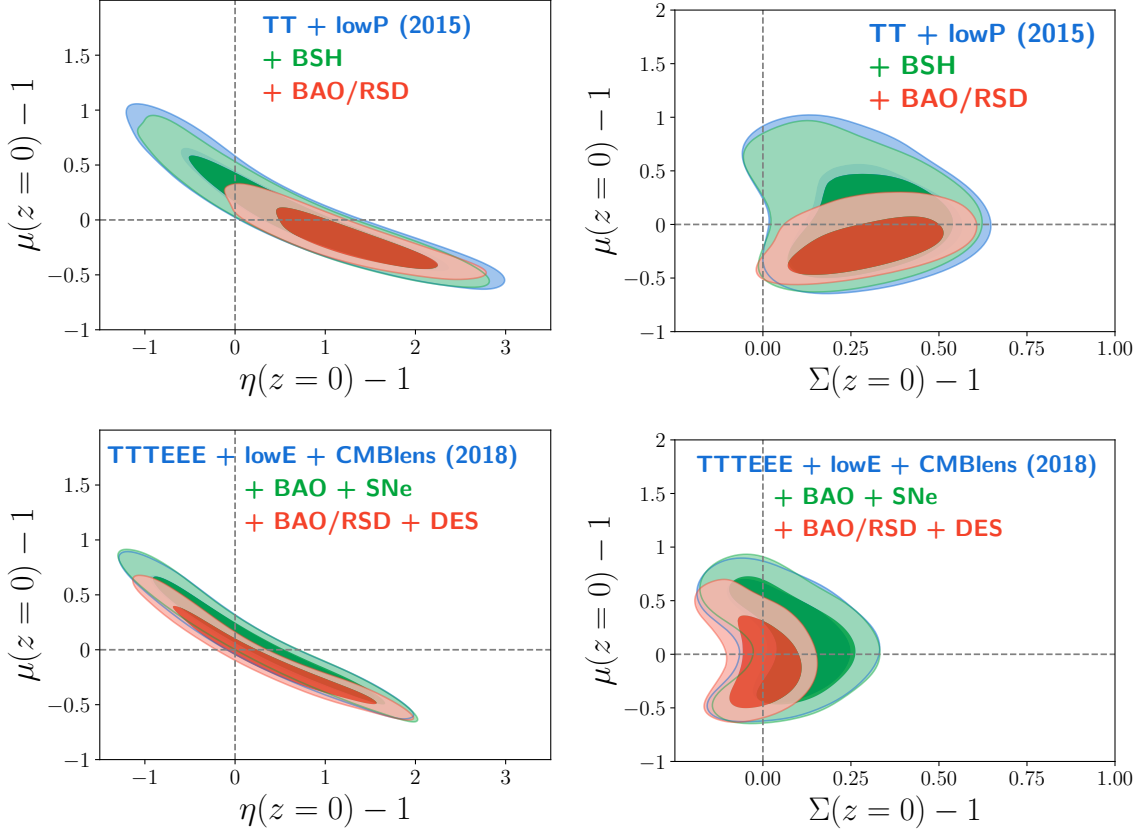 TT + lowP (2015)
+ BSH
+ BAO/RSD
μ(z = 0) − 1
1.5
1
0.5
0
−0.5
−1
−1
0
1
2
3
η(z = 0) − 1
TT + lowP (2015)
+ BSH
+ BAO/RSD
μ(z = 0) − 1
2
1.5
1
0.5
0
−0.5
−1
0.00
0.25
0.50
0.75
1.00
Σ(z = 0) − 1
TTTEEE + lowE + CMBlens (2018)
+ BAO + SNe
+ BAO/RSD + DES
μ(z = 0) − 1
1.5
1
0.5
0
−0.5
−1
−1
0
1
2
3
η(z = 0) − 1
TTTEEE + lowE + CMBlens (2018)
+ BAO + SNe
+ BAO/RSD + DES
μ(z = 0) − 1
2
1.5
1
0.5
0
−0.5
−1
0.00
0.25
0.50
0.75
1.00
Σ(z = 0) − 1